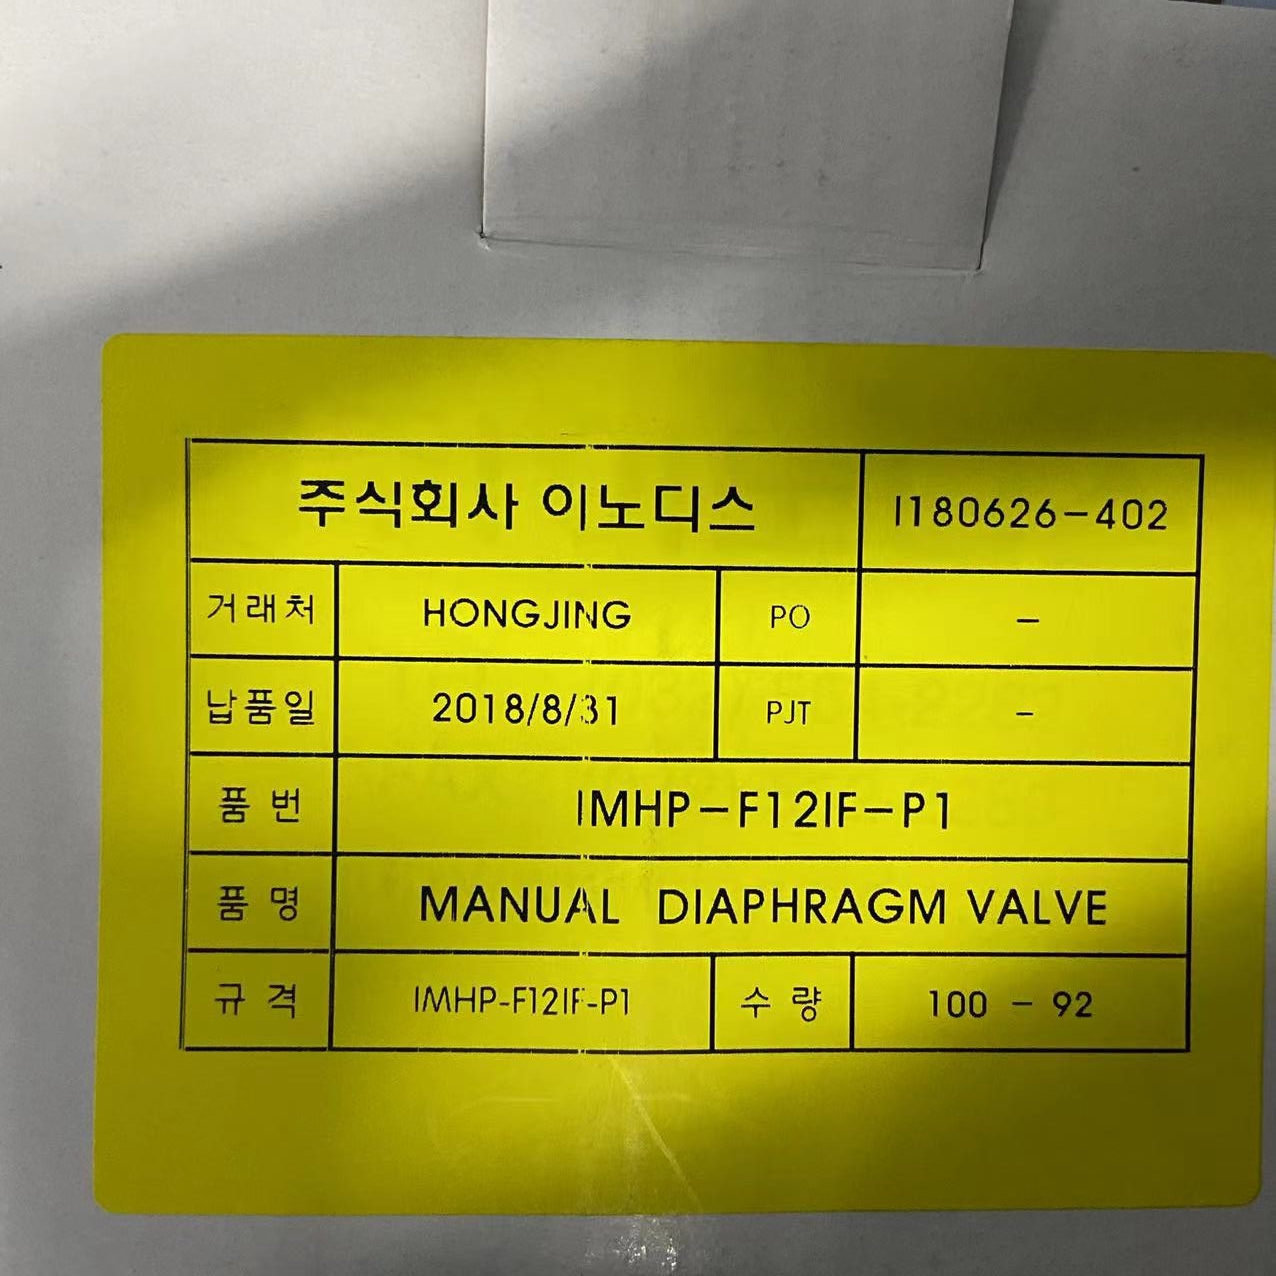 주식회사 이노디스 I180626-402
거래처 HONGJING PO -
납품일 2018/8/31 PJT -
품 번 IMHP-F12IF-P1
품 명 MANUAL DIAPHRAGM VALVE
규 격 IMHP-F12IF-P1 수 량 100 - 92